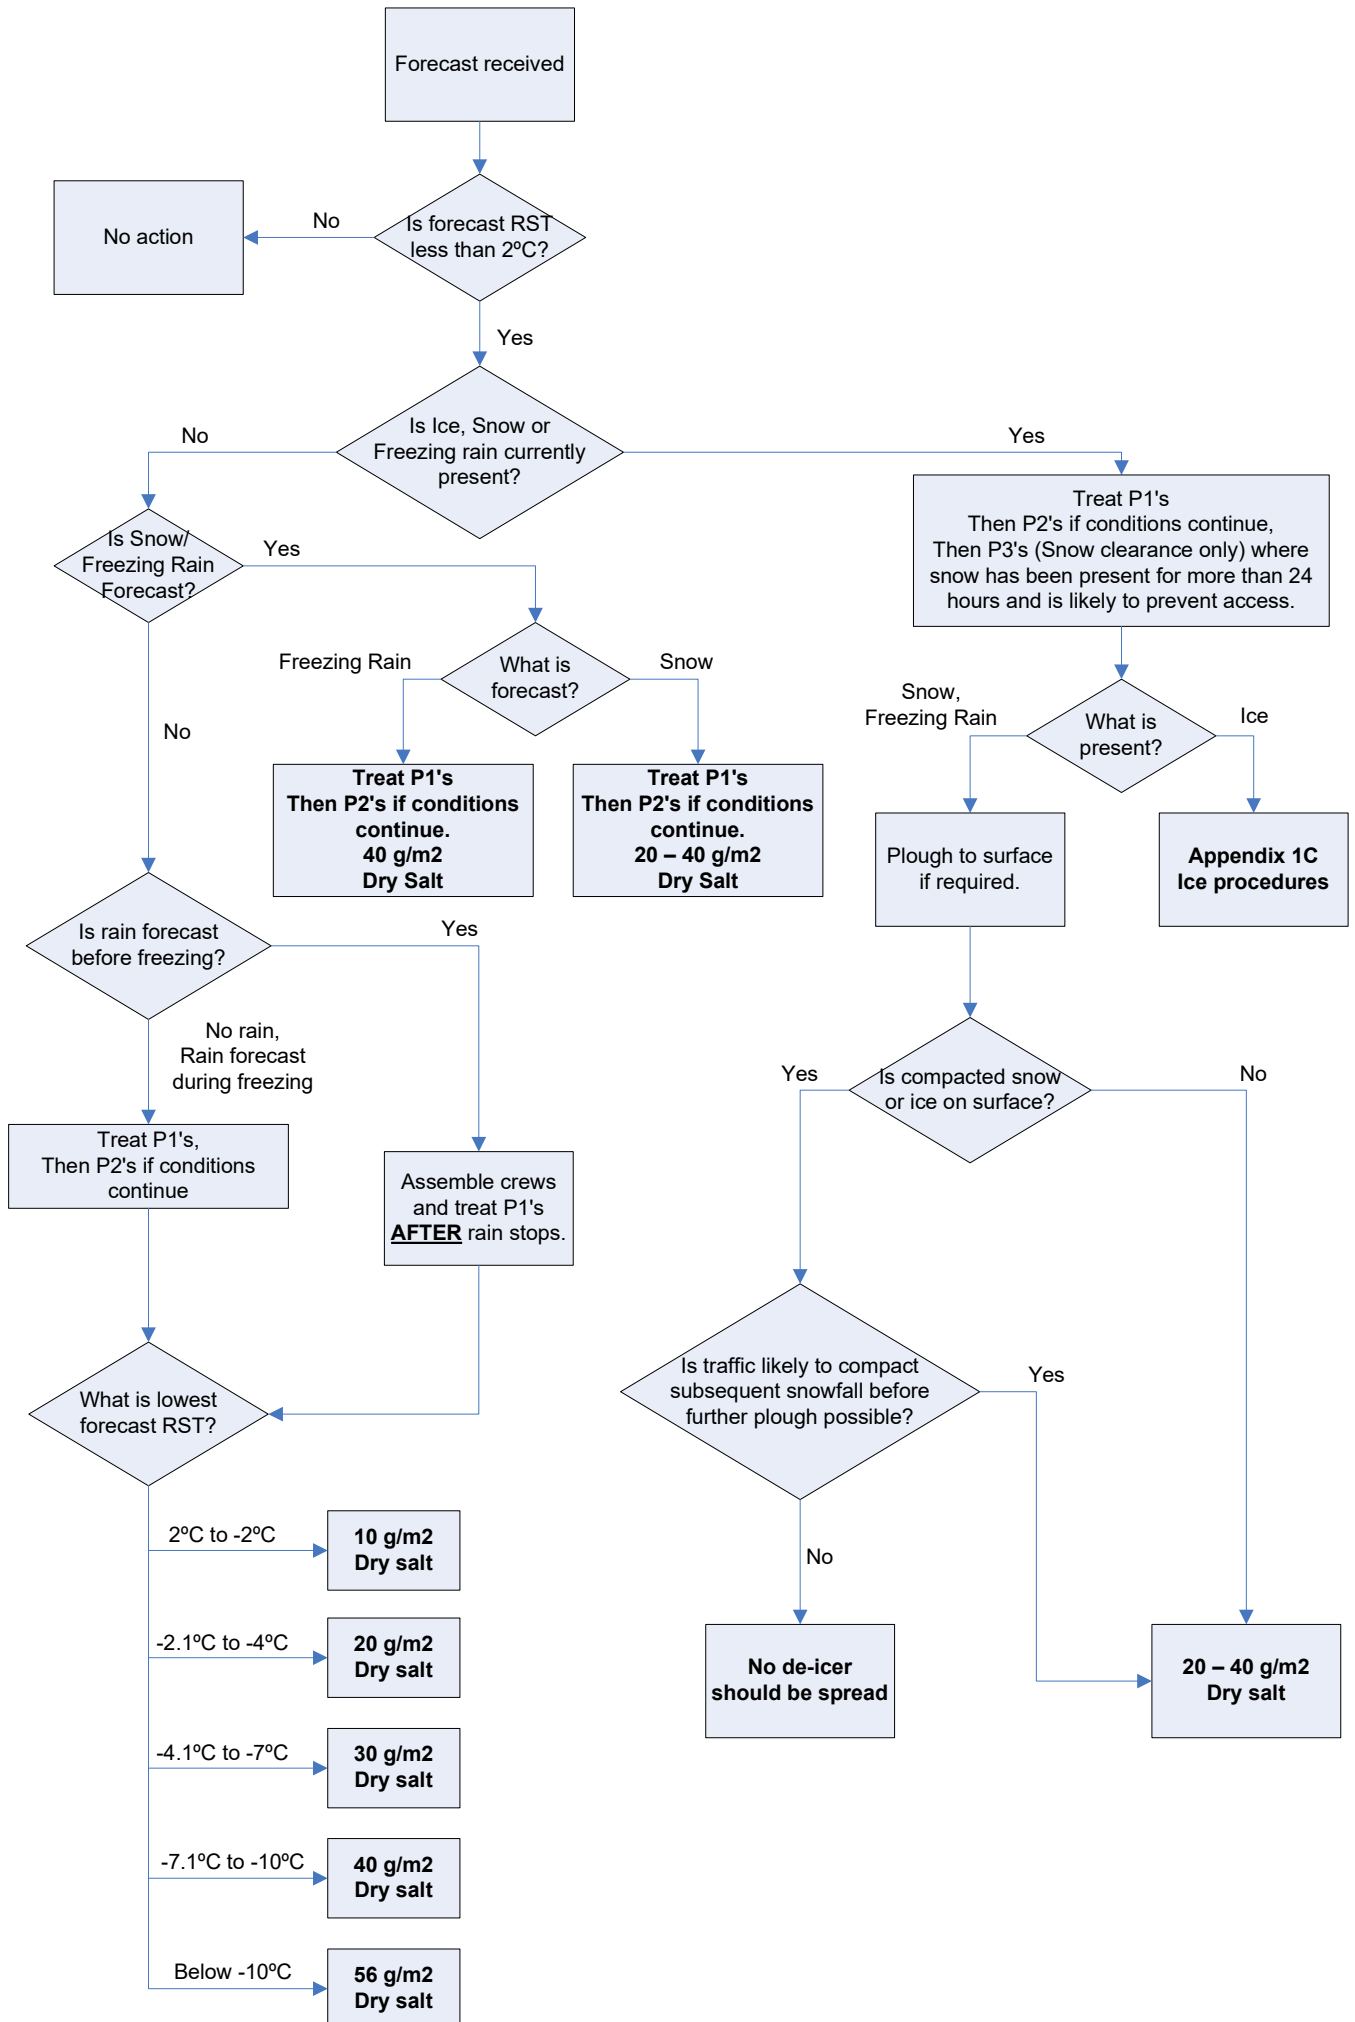 Forecast received
No action
No
Is forecast RST
less than 2ºC?
Yes
Is Ice, Snow or
Freezing rain currently
present?
No
Yes
Treat P1's
Then P2's if conditions continue,
Then P3's (Snow clearance only) where
snow has been present for more than 24
hours and is likely to prevent access.
Is Snow/
Freezing Rain
Forecast?
Yes
No
What is
forecast?
Freezing Rain
Snow
Treat P1's
Then P2's if conditions
continue.
40 g/m2
Dry Salt
Treat P1's
Then P2's if conditions
continue.
20 – 40 g/m2
Dry Salt
What is
present?
Snow,
Freezing Rain
Ice
Plough to surface
if required.
Appendix 1C
Ice procedures
Is rain forecast
before freezing?
Yes
No rain,
Rain forecast
during freezing
Treat P1's,
Then P2's if conditions
continue
Assemble crews
and treat P1's
AFTER rain stops.
Is compacted snow
or ice on surface?
Yes
No
Is traffic likely to compact
subsequent snowfall before
further plough possible?
Yes
No
What is lowest
forecast RST?
2ºC to -2ºC
10 g/m2
Dry salt
-2.1ºC to -4ºC
20 g/m2
Dry salt
-4.1ºC to -7ºC
30 g/m2
Dry salt
-7.1ºC to -10ºC
40 g/m2
Dry salt
Below -10ºC
56 g/m2
Dry salt
No de-icer
should be spread
20 – 40 g/m2
Dry salt